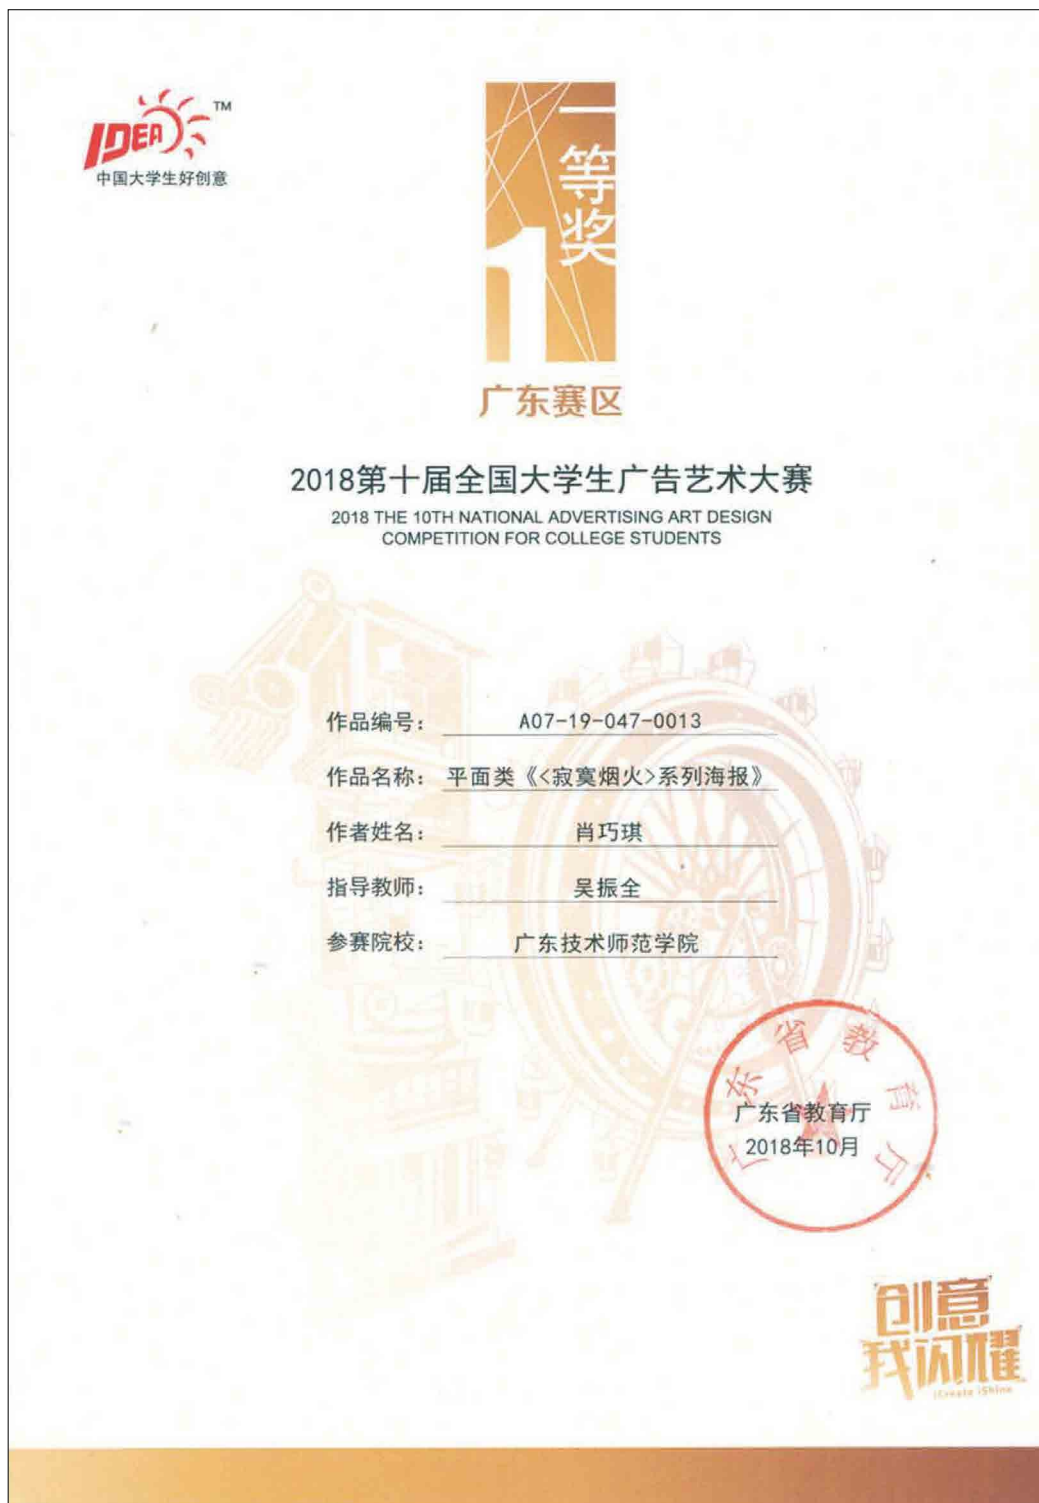 IDEA TM
中国大学生好创意
一等奖
1
广东赛区
2018第十届全国大学生广告艺术大赛
2018 THE 10TH NATIONAL ADVERTISING ART DESIGN
COMPETITION FOR COLLEGE STUDENTS
作品编号: A07-19-047-0013
作品名称: 平面类《<寂寞烟火>系列海报》
作者姓名: 肖巧琪
指导教师: 吴振全
参赛院校: 广东技术师范学院
广东省教育厅
广东省教育厅
2018年10月
创意
我闪耀
iCreate iShine